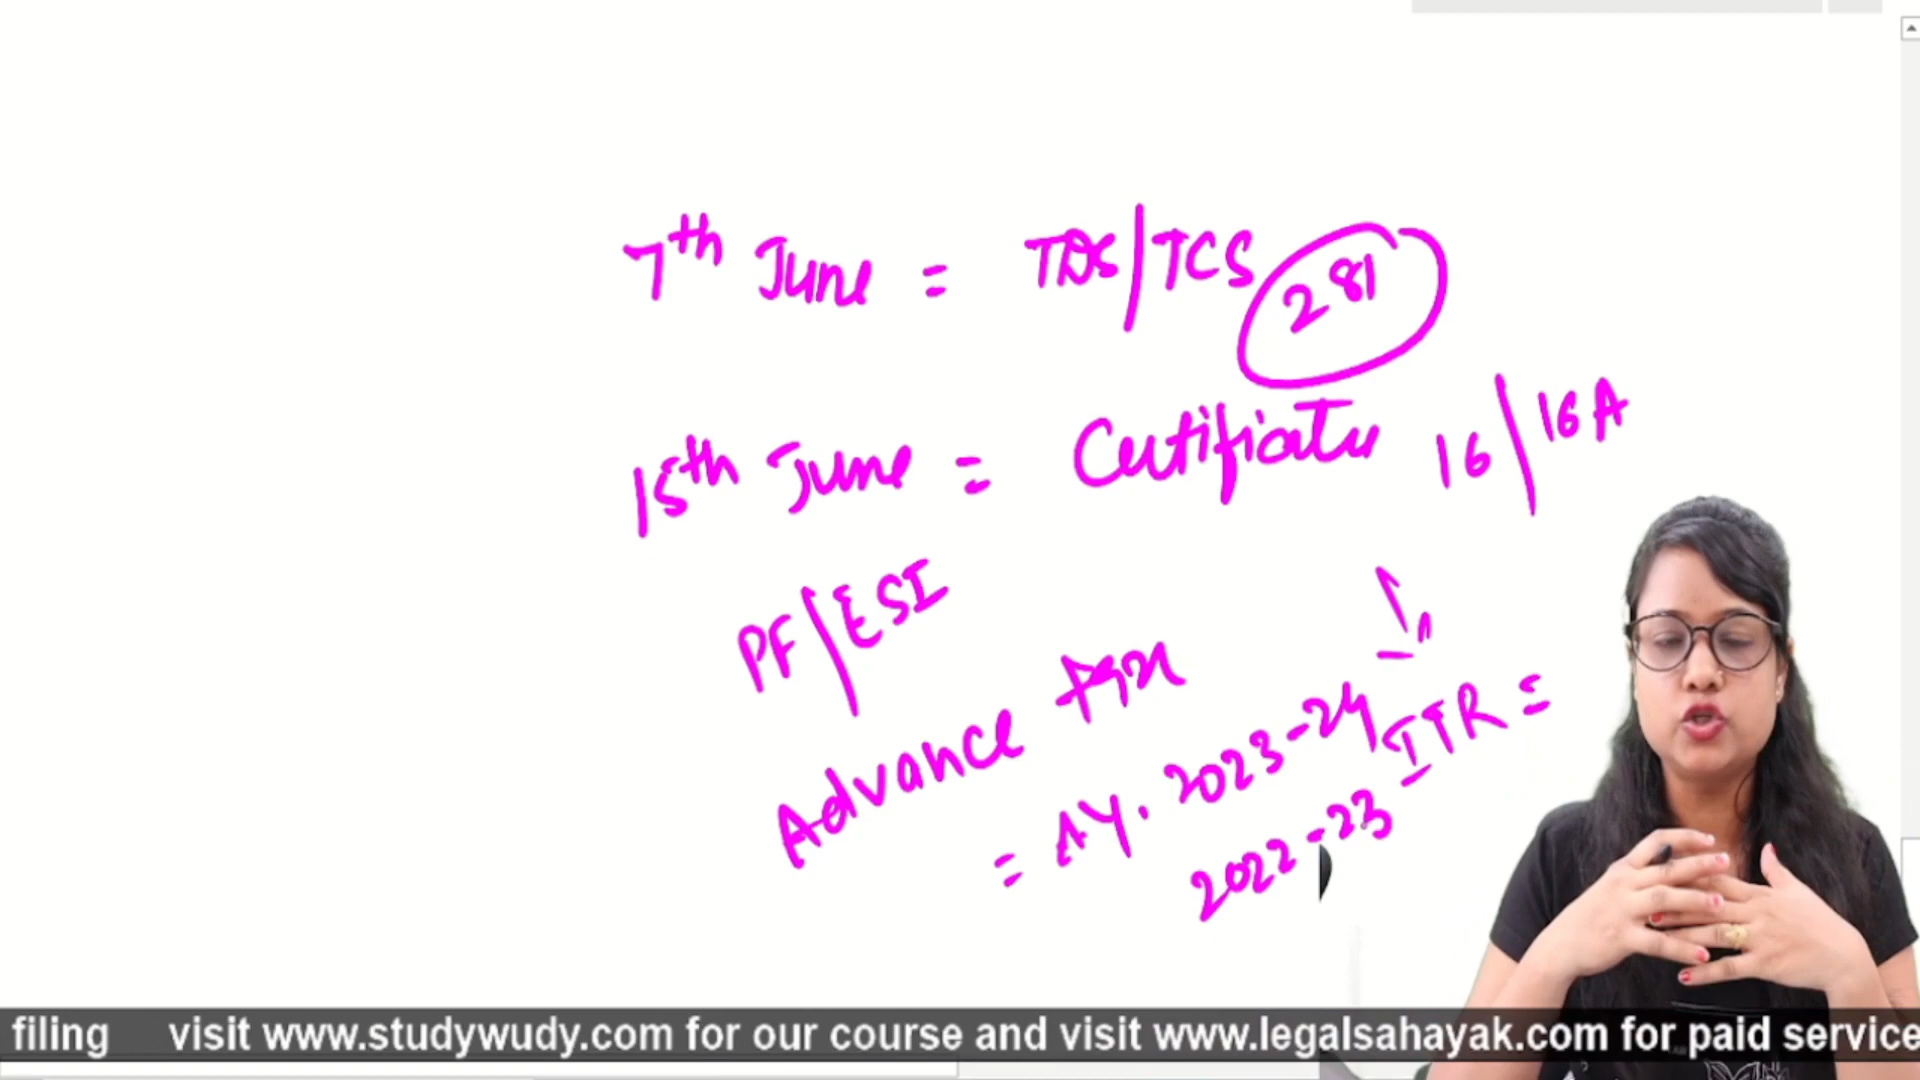 7th June = TDS/TCS 281
15th June = Certificate 16/16A
PF/ESI
Advance tax
= AY. 2023-24 ITR =
2022-23
filing visit www.studywudy.com for our course and visit www.legalsahayak.com for paid service